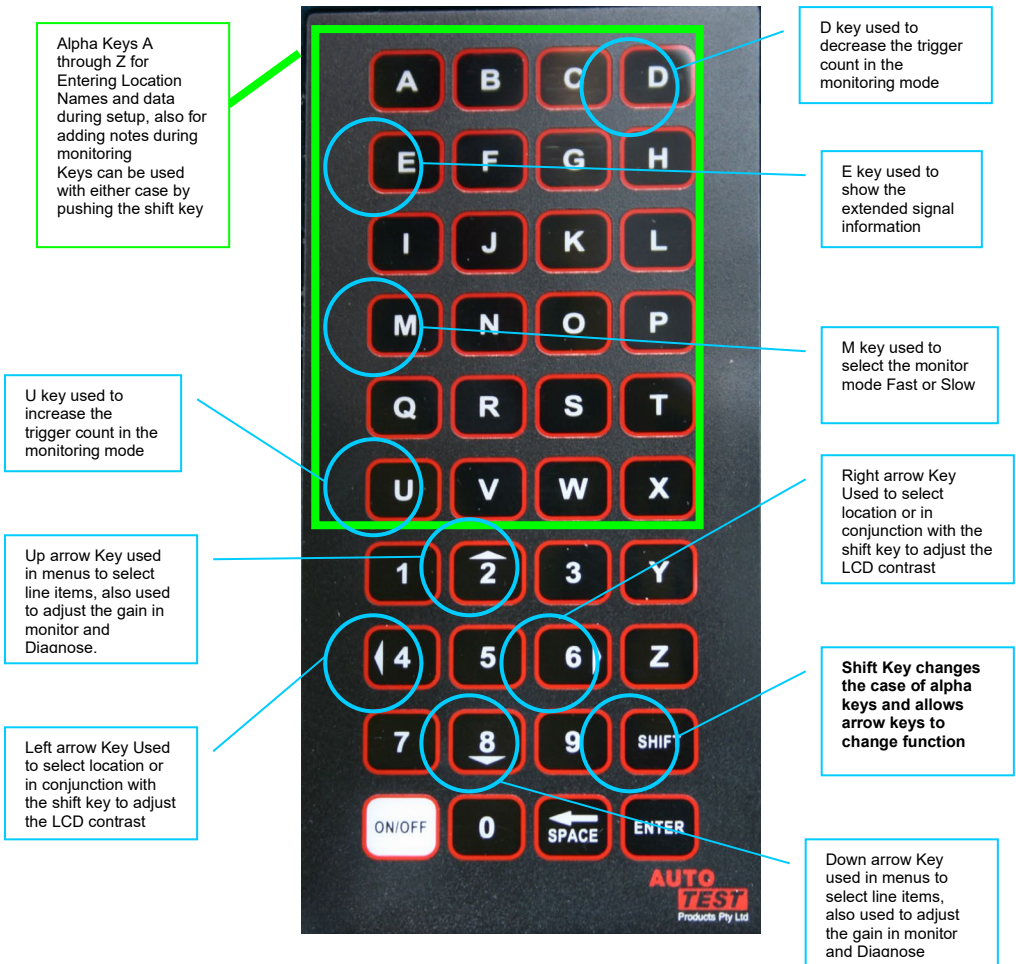 Alpha Keys A
through Z for
Entering Location
Names and data
during setup, also for
adding notes during
monitoring
Keys can be used
with either case by
pushing the shift key
D key used to
decrease the trigger
count in the
monitoring mode
E key used to
show the
extended signal
information
M key used to
select the monitor
mode Fast or Slow
U key used to
increase the
trigger count in the
monitoring mode
Right arrow Key
Used to select
location or in
conjunction with the
shift key to adjust the
LCD contrast
Up arrow Key used
in menus to select
line items, also used
to adjust the gain in
monitor and
Diagnose.
Shift Key changes
the case of alpha
keys and allows
arrow keys to
change function
Left arrow Key Used
to select location or
in conjunction with
the shift key to adjust
the LCD contrast
Down arrow Key
used in menus to
select line items,
also used to adjust
the gain in monitor
and Diagnose
A B C D
E F G H
I J K L
M N O P
Q R S T
U V W X
1 2 3 Y
4 5 6 Z
7 8 9 SHIFT
ON/OFF 0 SPACE ENTER
AUTO
TEST
Products Pty Ltd